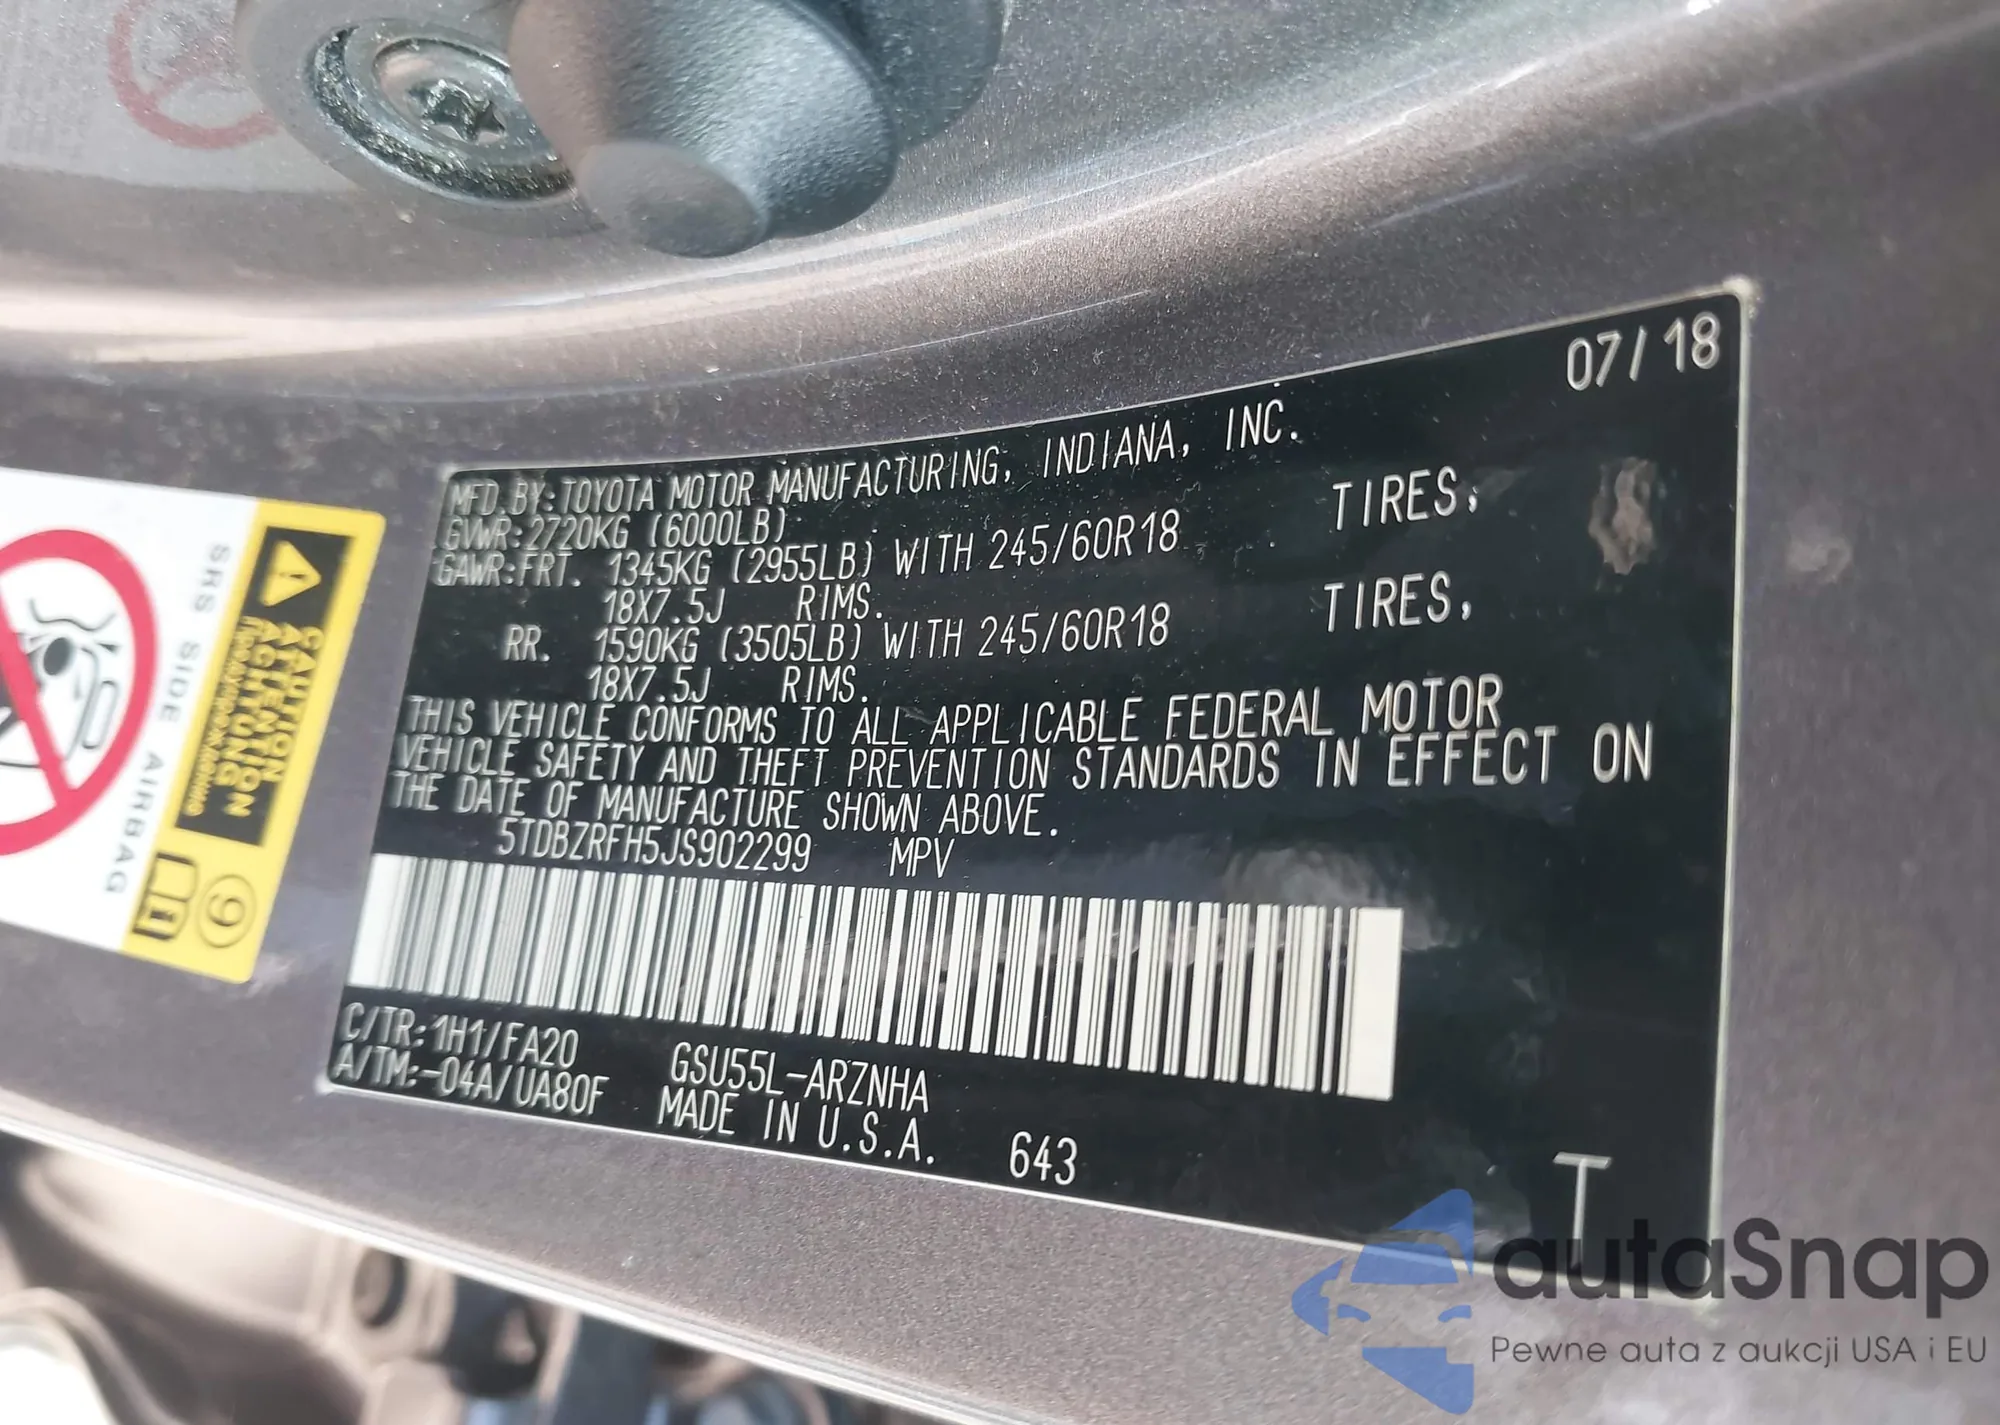 07/18
MFD.BY:TOYOTA MOTOR MANUFACTURING, INDIANA, INC.
GVWR:2720KG (6000LB)
GAWR:FRT. 1345KG (2955LB) WITH 245/60R18 TIRES,
18X7.5J RIMS.
RR. 1590KG (3505LB) WITH 245/60R18 TIRES,
18X7.5J RIMS.
THIS VEHICLE CONFORMS TO ALL APPLICABLE FEDERAL MOTOR
VEHICLE SAFETY AND THEFT PREVENTION STANDARDS IN EFFECT ON
THE DATE OF MANUFACTURE SHOWN ABOVE.
5TDBZRFH5JS902299 MPV
C/TR:1H1/FA20
A/TM:-04A/UA80F
GSU55L-ARZNHA
MADE IN U.S.A.
643
T
CAUTION
ATTENTION
ACHTUNG
SRS SIDE AIRBAG
9
autaSnap
Pewne auta z aukcji USA i EU